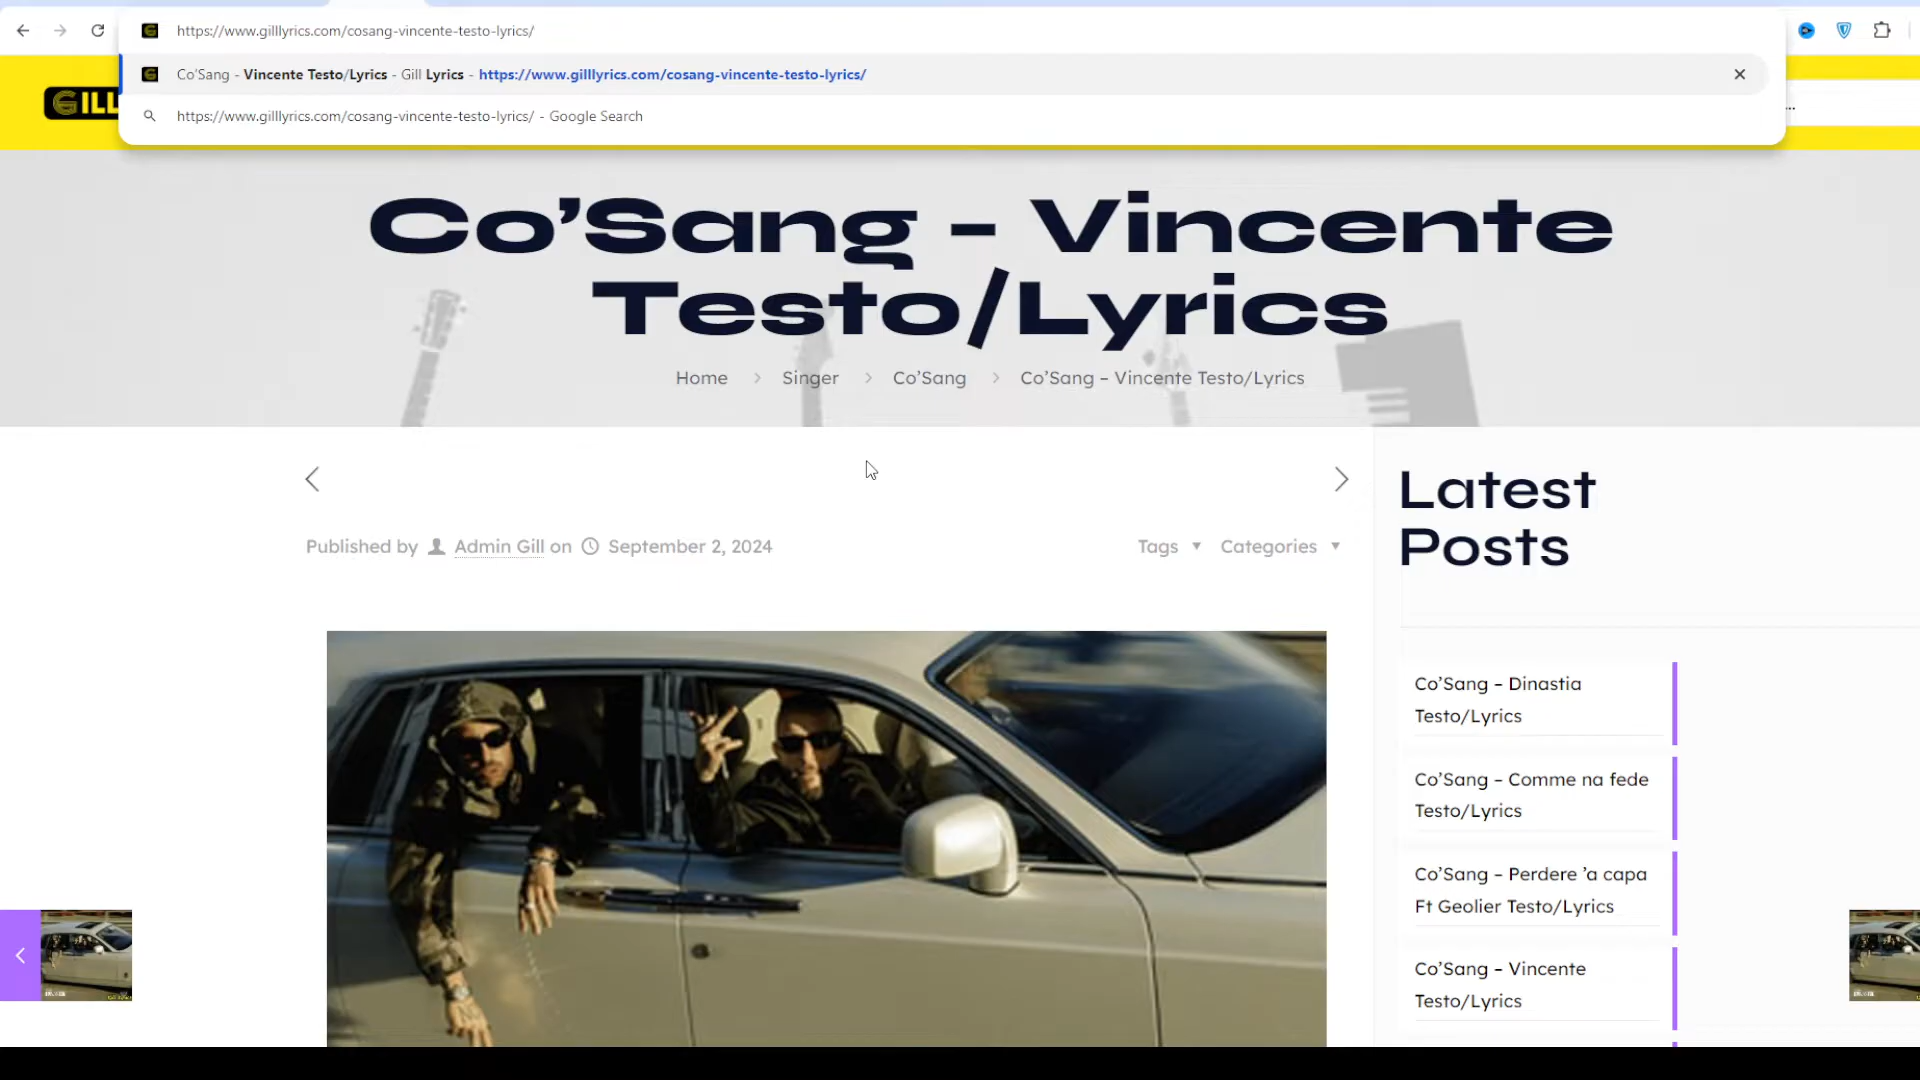 https://www.gilllyrics.com/cosang-vincente-testo-lyrics/
Co'Sang - Vincente Testo/Lyrics - Gill Lyrics - https://www.gilllyrics.com/cosang-vincente-testo-lyrics/
https://www.gilllyrics.com/cosang-vincente-testo-lyrics/ - Google Search
GILL
...
Co’Sang – Vincente
Testo/Lyrics
Home > Singer > Co’Sang > Co’Sang – Vincente Testo/Lyrics
Published by Admin Gill on September 2, 2024
Tags Categories
Latest
Posts
Co’Sang – Dinastia
Testo/Lyrics
Co’Sang – Comme na fede
Testo/Lyrics
Co’Sang – Perdere ’a capa
Ft Geolier Testo/Lyrics
Co’Sang – Vincente
Testo/Lyrics